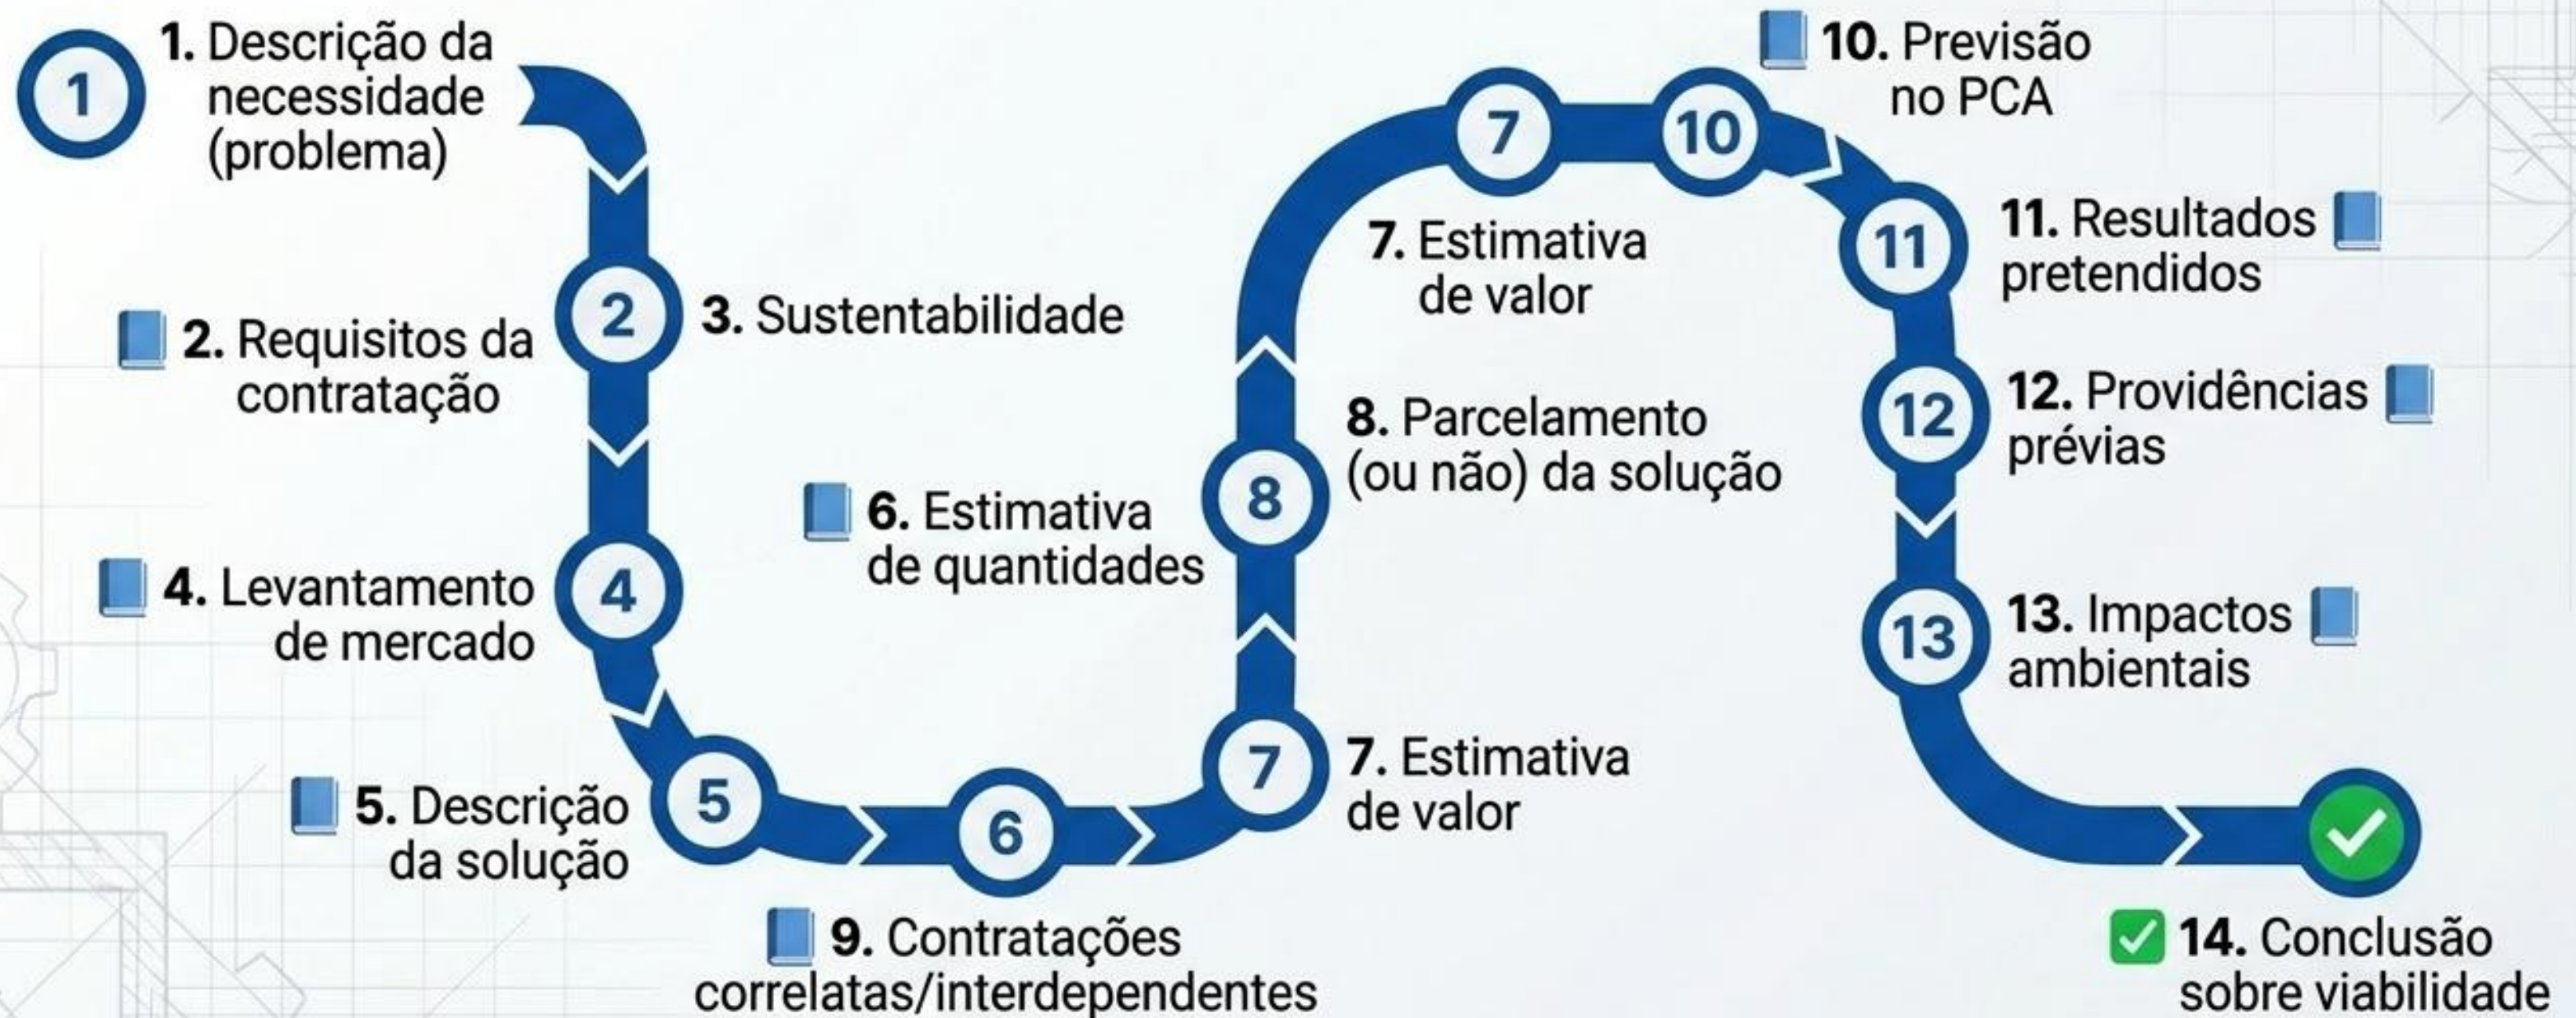 1
1. Descrição da
necessidade
(problema)
2
2. Requisitos da
contratação
3. Sustentabilidade
4
4. Levantamento
de mercado
5
5. Descrição
da solução
6
6. Estimativa
de quantidades
9. Contratações
correlatas/interdependentes
7
7. Estimativa
de valor
8
8. Parcelamento
(ou não) da solução
7
7. Estimativa
de valor
10
10. Previsão
no PCA
11
11. Resultados
pretendidos
12
12. Providências
prévias
13
13. Impactos
ambientais
14. Conclusão
sobre viabilidade